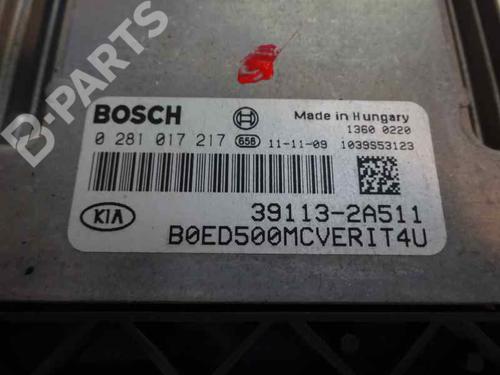 B-PARTS
BOSCH
Made in Hungary
1360 0220
0 281 017 217 658 11-11-09 1039S53123
KIA
39113-2A511
B0ED500MCVERIT4U